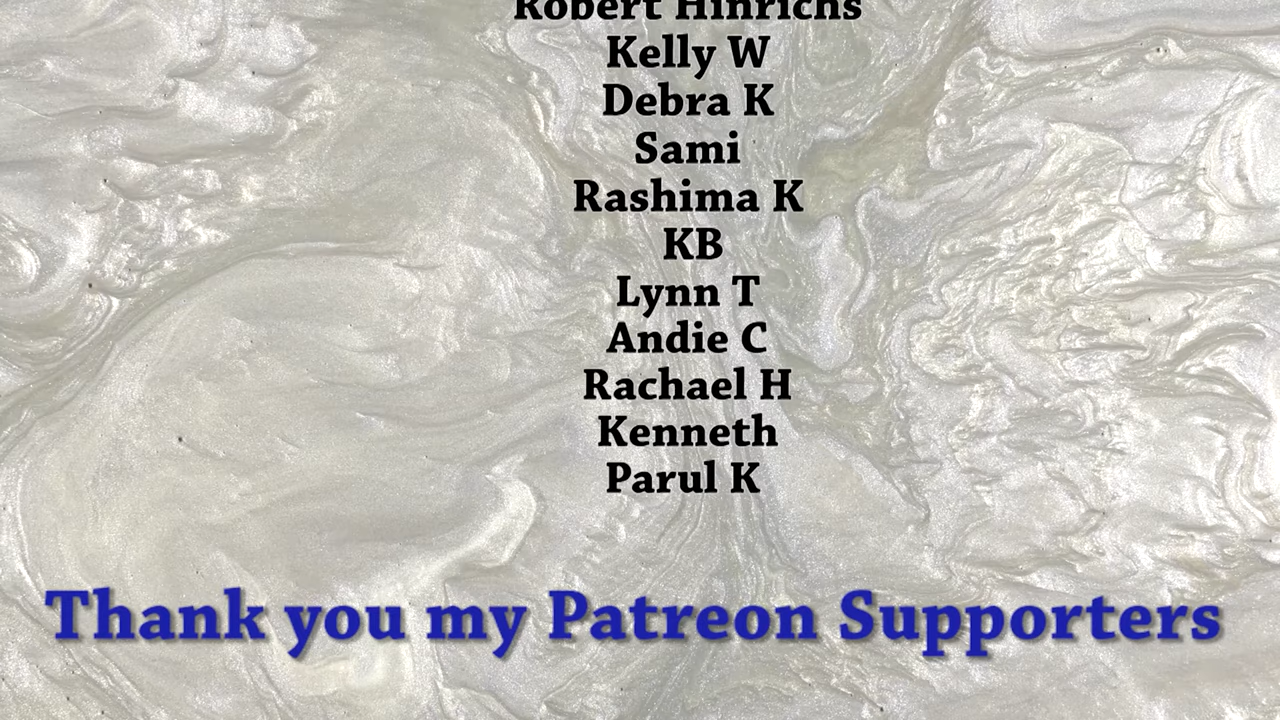 Robert Hinrichs
Kelly W
Debra K
Sami
Rashima K
KB
Lynn T
Andie C
Rachael H
Kenneth
Parul K
Thank you my Patreon Supporters